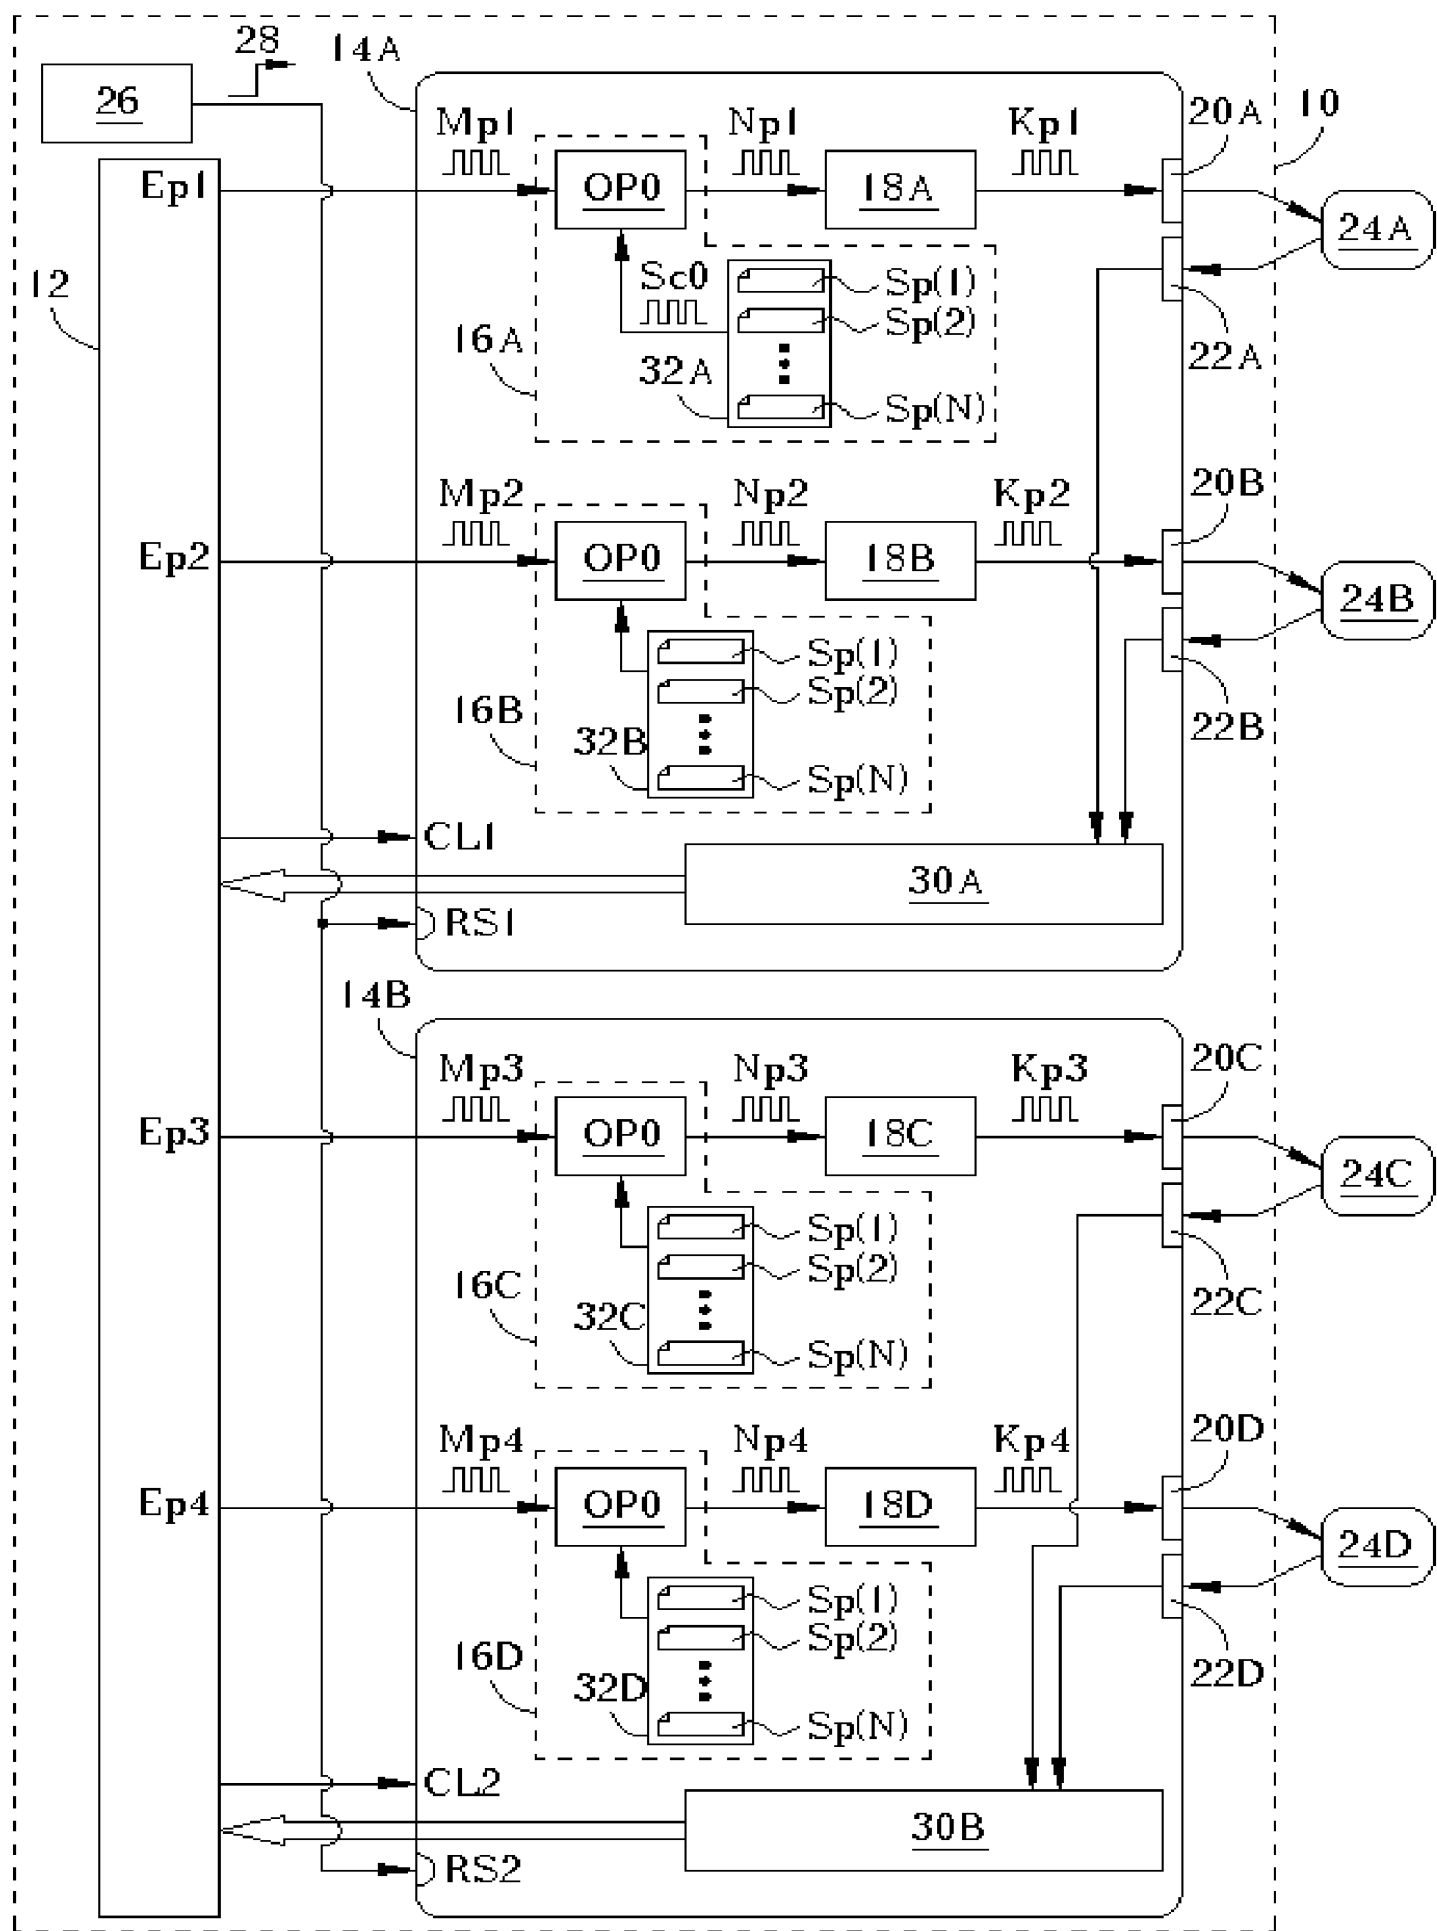 28
14A
26
Mp1
Np1
Kp1
20A
10
Ep1
OP0
18A
24A
12
Sc0
Sp(1)
Sp(2)
16A
32A
22A
Sp(N)
Mp2
Np2
Kp2
20B
Ep2
OP0
18B
24B
Sp(1)
Sp(2)
16B
32B
22B
Sp(N)
CL1
30A
RS1
14B
Mp3
Np3
Kp3
20C
Ep3
OP0
18C
24C
Sp(1)
Sp(2)
16C
32C
22C
Sp(N)
Mp4
Np4
Kp4
20D
Ep4
OP0
18D
24D
Sp(1)
Sp(2)
16D
32D
22D
Sp(N)
CL2
30B
RS2